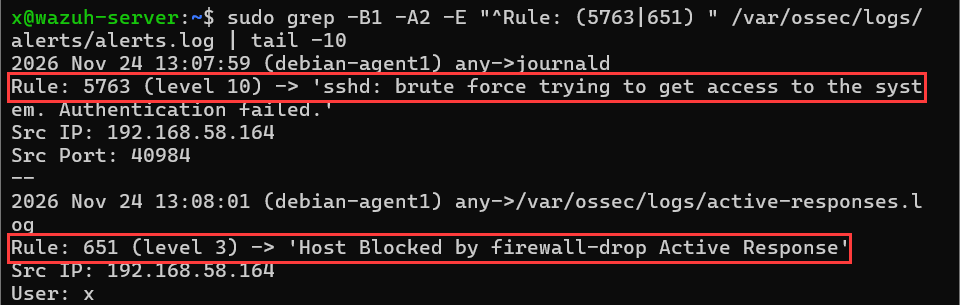 x@wazuh-server:~$ sudo grep -B1 -A2 -E "^Rule: (5763|651) " /var/ossec/logs/
alerts/alerts.log | tail -10
2026 Nov 24 13:07:59 (debian-agent1) any->journald
Rule: 5763 (level 10) -> 'sshd: brute force trying to get access to the syst
em. Authentication failed.'
Src IP: 192.168.58.164
Src Port: 40984
--
2026 Nov 24 13:08:01 (debian-agent1) any->/var/ossec/logs/active-responses.l
og
Rule: 651 (level 3) -> 'Host Blocked by firewall-drop Active Response'
Src IP: 192.168.58.164
User: x